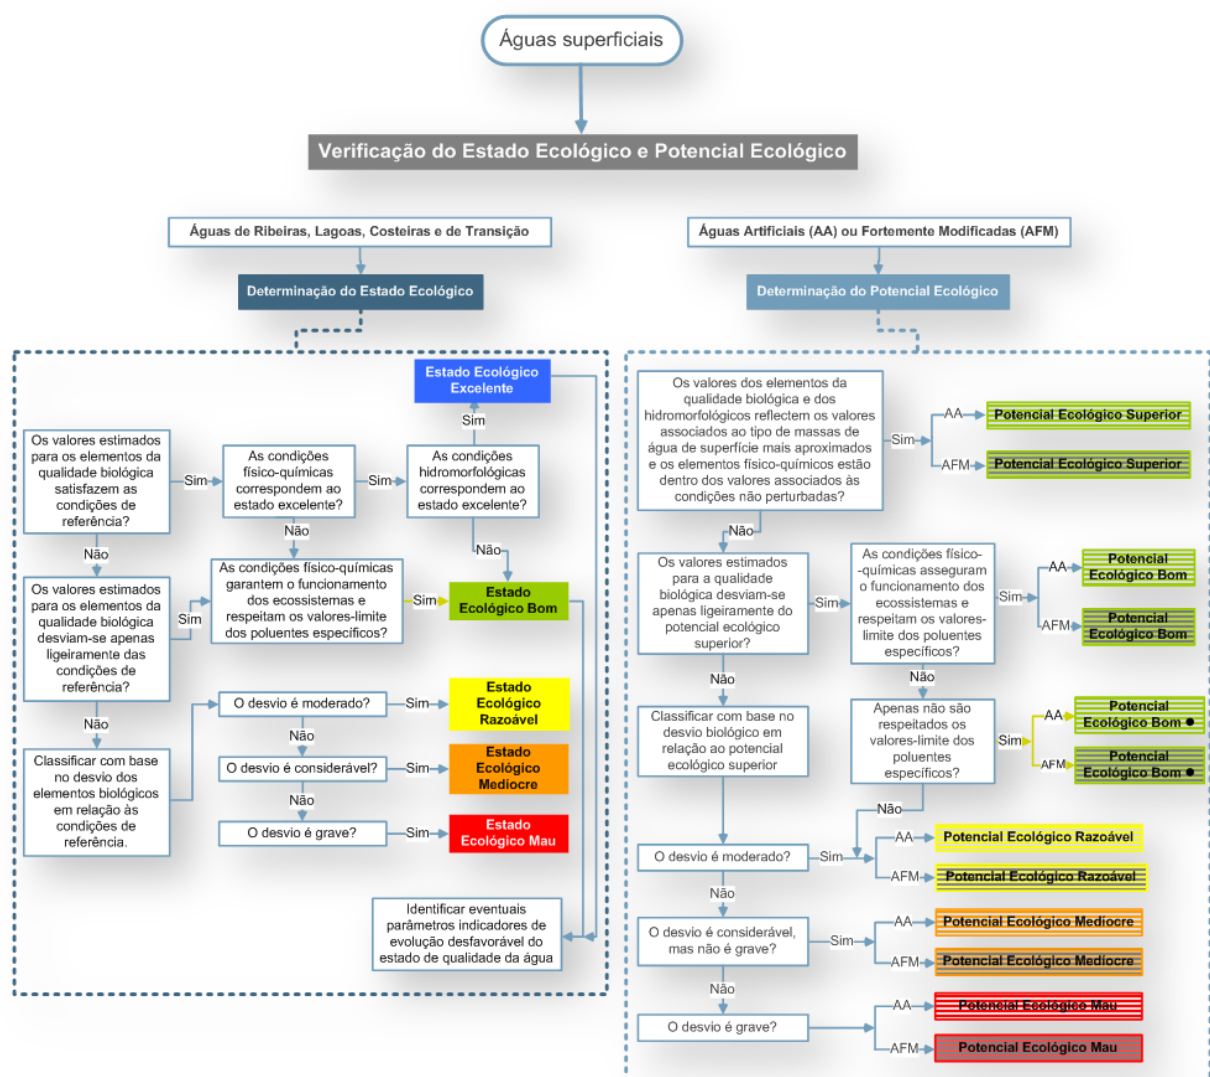 Águas superficiais
Verificação do Estado Ecológico e Potencial Ecológico
Águas de Ribeiras, Lagoas, Costeiras e de Transição
Determinação do Estado Ecológico
Estado Ecológico
Excelente
Sim
Os valores estimados
para os elementos da
qualidade biológica
satisfazem as
condições de
referência?
Sim
As condições
físico-químicas
correspondem ao
estado excelente?
Sim
As condições
hidromorfológicas
correspondem ao
estado excelente?
Não
Não
Não
Os valores estimados
para os elementos da
qualidade biológica
desviam-se apenas
ligeiramente das
condições de
referência?
Sim
As condições físico-químicas
garantem o funcionamento
dos ecossistemas e
respeitam os valores-limite
dos poluentes específicos?
Sim
Estado
Ecológico Bom
Não
Classificar com base
no desvio dos
elementos biológicos
em relação às
condições de
referência.
O desvio é moderado?
Sim
Estado
Ecológico
Razoável
Não
O desvio é considerável?
Sim
Estado
Ecológico
Medíocre
Não
O desvio é grave?
Sim
Estado
Ecológico Mau
Identificar eventuais
parâmetros indicadores de
evolução desfavorável do
estado de qualidade da água
Águas Artificiais (AA) ou Fortemente Modificadas (AFM)
Determinação do Potencial Ecológico
Os valores dos elementos da
qualidade biológica e dos
hidromorfológicos reflectem os valores
associados ao tipo de massas de
água de superfície mais aproximados
e os elementos físico-químicos estão
dentro dos valores associados às
condições não perturbadas?
Sim
AA
Potencial Ecológico Superior
AFM
Potencial Ecológico Superior
Não
Os valores estimados
para a qualidade
biológica desviam-se
apenas ligeiramente do
potencial ecológico
superior?
Sim
As condições físico-
-químicas asseguram
o funcionamento dos
ecossistemas e
respeitam os valores-
limite dos poluentes
específicos?
Sim
AA
Potencial
Ecológico Bom
AFM
Potencial
Ecológico Bom
Não
Não
Classificar com base no
desvio biológico em
relação ao potencial
ecológico superior
Apenas não são
respeitados os
valores-limite dos
poluentes
específicos?
Sim
AA
Potencial
Ecológico Bom ●
AFM
Potencial
Ecológico Bom ●
Não
O desvio é moderado?
Sim
AA
Potencial Ecológico Razoável
AFM
Potencial Ecológico Razoável
Não
O desvio é considerável,
mas não é grave?
Sim
AA
Potencial Ecológico Medíocre
AFM
Potencial Ecológico Medíocre
Não
O desvio é grave?
AA
Potencial Ecológico Mau
AFM
Potencial Ecológico Mau